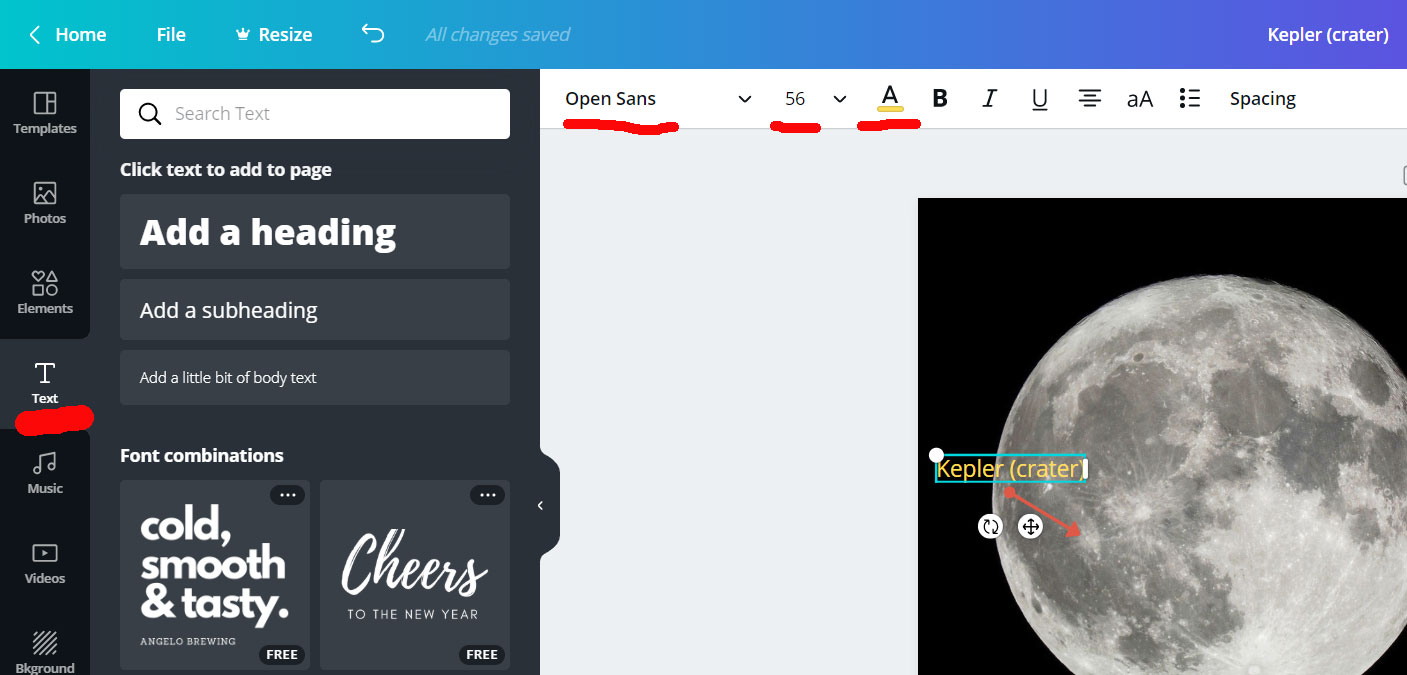 Home File Resize All changes saved Kepler (crater)
Open Sans 56 A B I U aA Spacing
Templates
Photos
Elements
Text
Music
Videos
Bkground
Search Text
Click text to add to page
Add a heading
Add a subheading
Add a little bit of body text
Font combinations
cold,
smooth
& tasty.
ANGELO BREWING
FREE
Cheers
TO THE NEW YEAR
FREE
Kepler (crater)